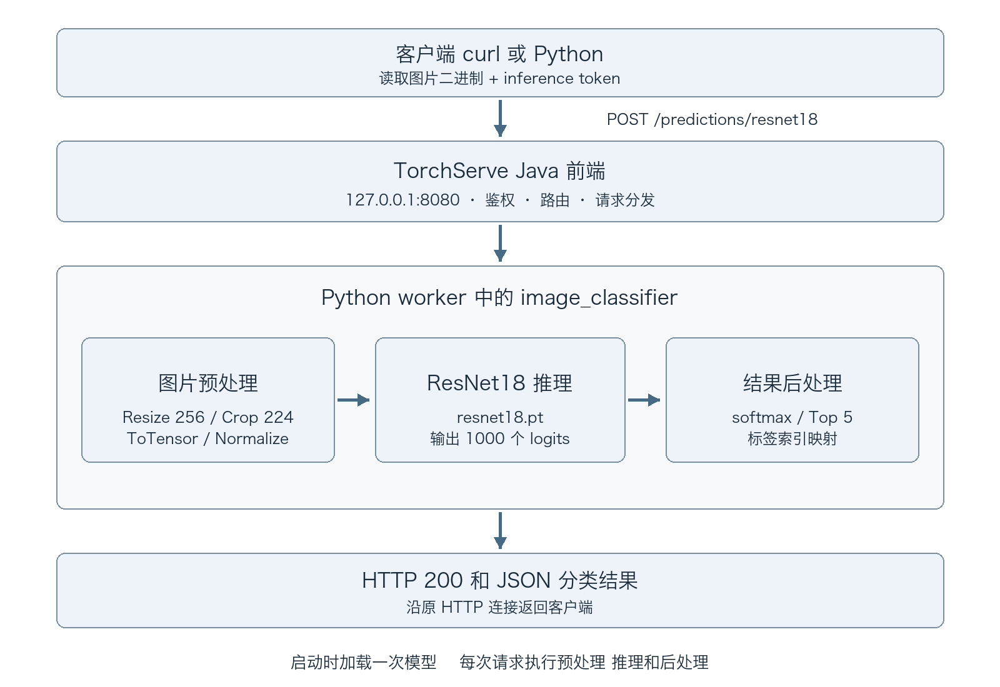 客户端 curl 或 Python
读取图片二进制 + inference token
POST /predictions/resnet18
TorchServe Java 前端
127.0.0.1:8080 · 鉴权 · 路由 · 请求分发
Python worker 中的 image_classifier
图片预处理
Resize 256 / Crop 224
ToTensor / Normalize
ResNet18 推理
resnet18.pt
输出 1000 个 logits
结果后处理
softmax / Top 5
标签索引映射
HTTP 200 和 JSON 分类结果
沿原 HTTP 连接返回客户端
启动时加载一次模型 每次请求执行预处理 推理和后处理